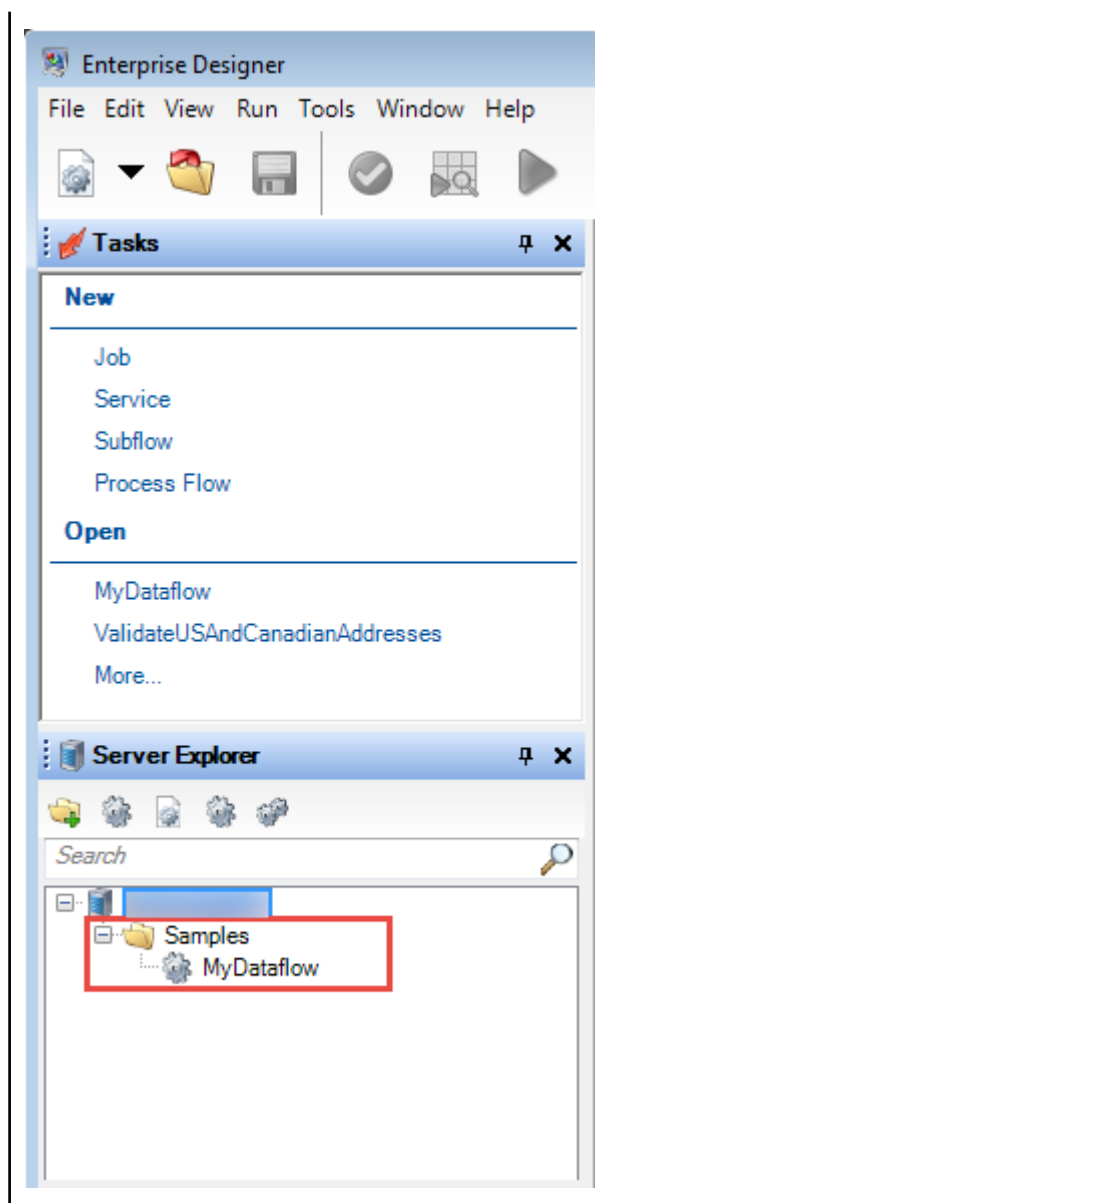 Enterprise Designer
File Edit View Run Tools Window Help
Tasks
New
Job
Service
Subflow
Process Flow
Open
MyDataflow
ValidateUSAndCanadianAddresses
More...
Server Explorer
Search
Samples
MyDataflow